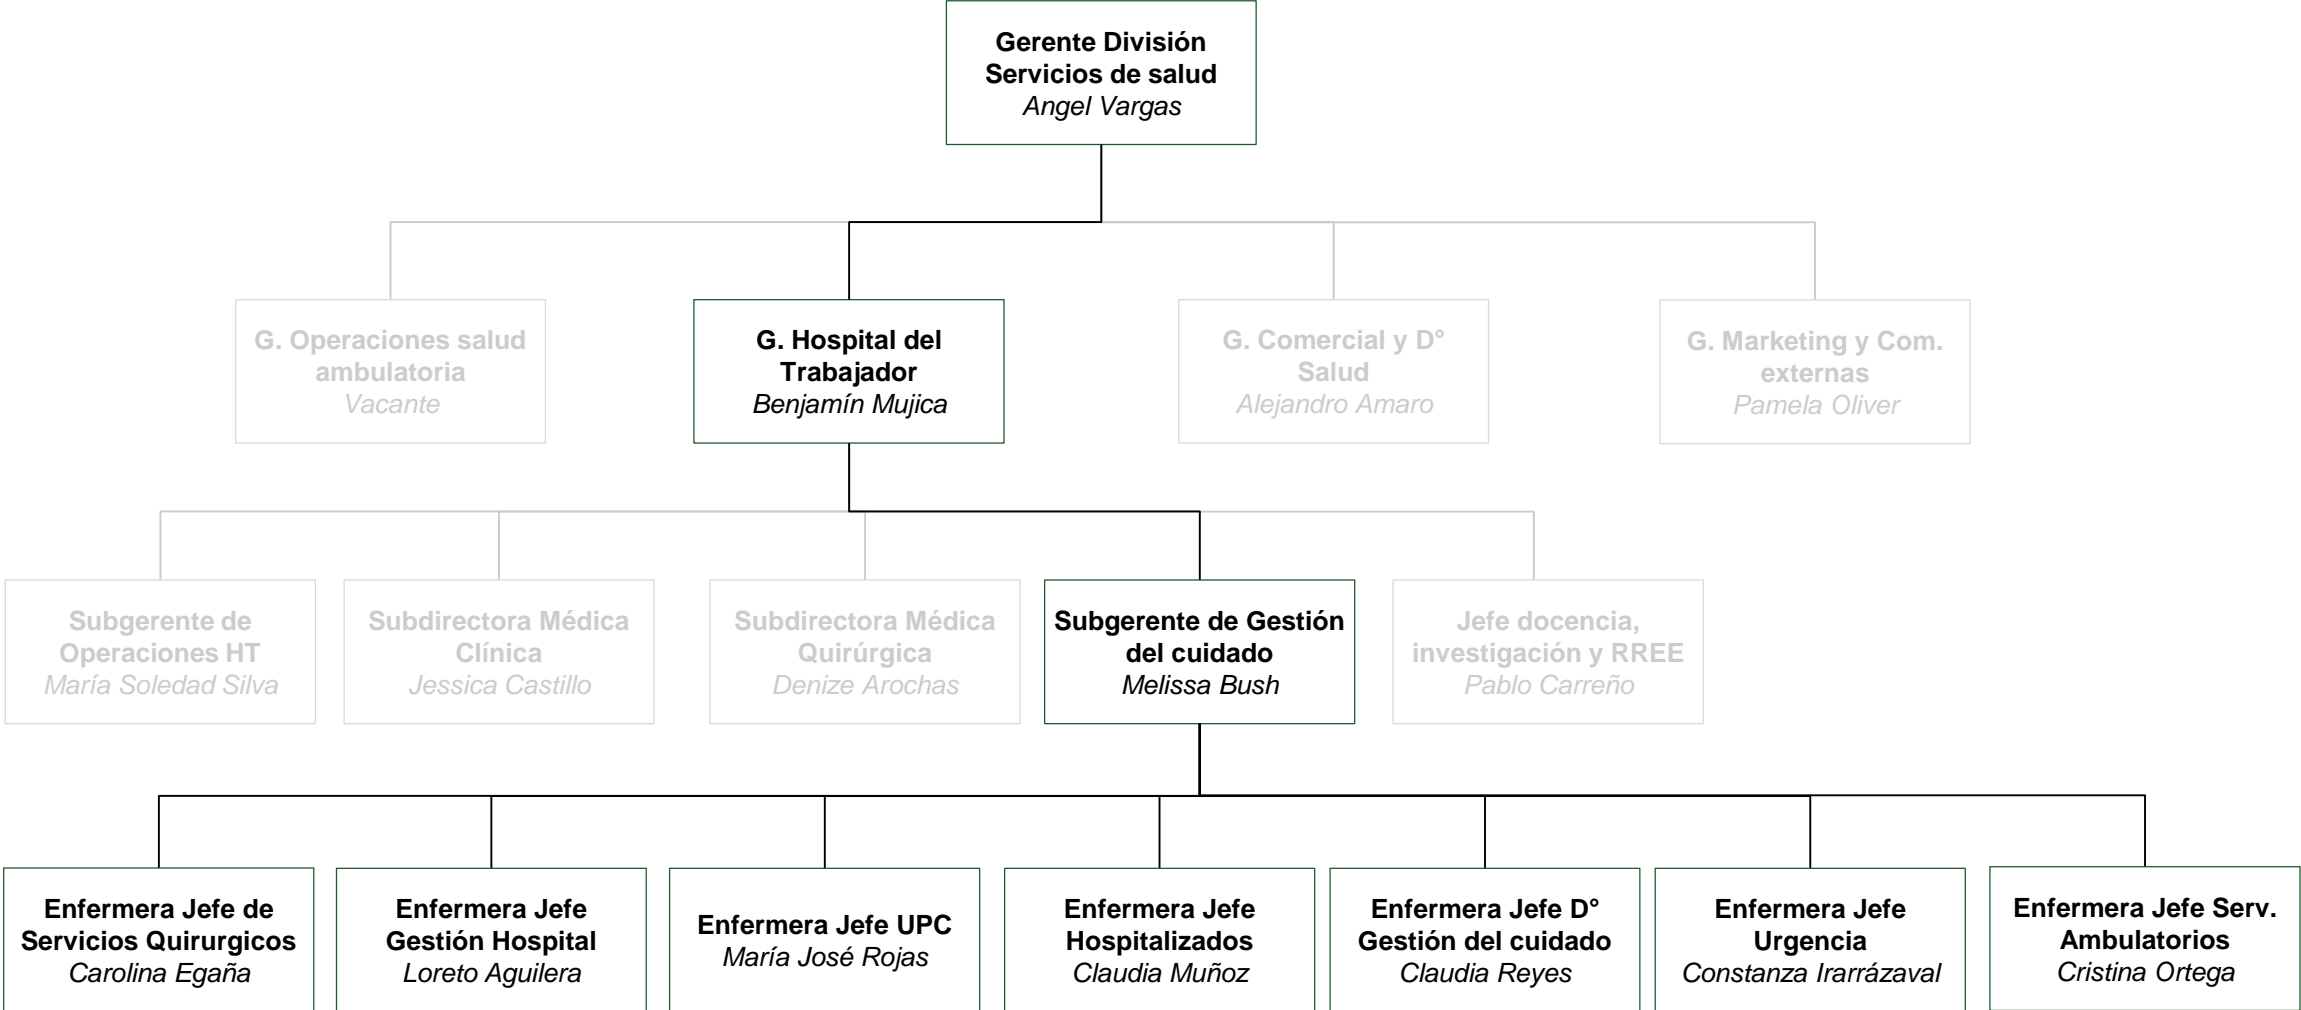 Gerente División
Servicios de salud
Angel Vargas
G. Operaciones salud
ambulatoria
Vacante
G. Hospital del
Trabajador
Benjamín Mujica
G. Comercial y D°
Salud
Alejandro Amaro
G. Marketing y Com.
externas
Pamela Oliver
Subgerente de
Operaciones HT
María Soledad Silva
Subdirectora Médica
Clínica
Jessica Castillo
Subdirectora Médica
Quirúrgica
Denize Arochas
Subgerente de Gestión
del cuidado
Melissa Bush
Jefe docencia,
investigación y RREE
Pablo Carreño
Enfermera Jefe de
Servicios Quirurgicos
Carolina Egaña
Enfermera Jefe
Gestión Hospital
Loreto Aguilera
Enfermera Jefe UPC
María José Rojas
Enfermera Jefe
Hospitalizados
Claudia Muñoz
Enfermera Jefe D°
Gestión del cuidado
Claudia Reyes
Enfermera Jefe
Urgencia
Constanza Irarrázaval
Enfermera Jefe Serv.
Ambulatorios
Cristina Ortega